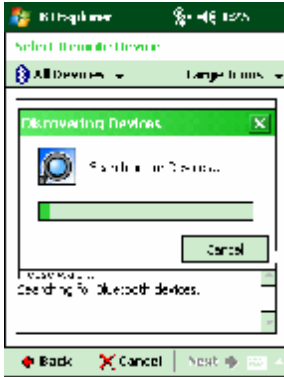 BTExplorer
Select Remote Device
All Devices Large Icons
Discovering Devices
Searching for Devices...
Cancel
Searching for Bluetooth devices.
Back Cancel Next